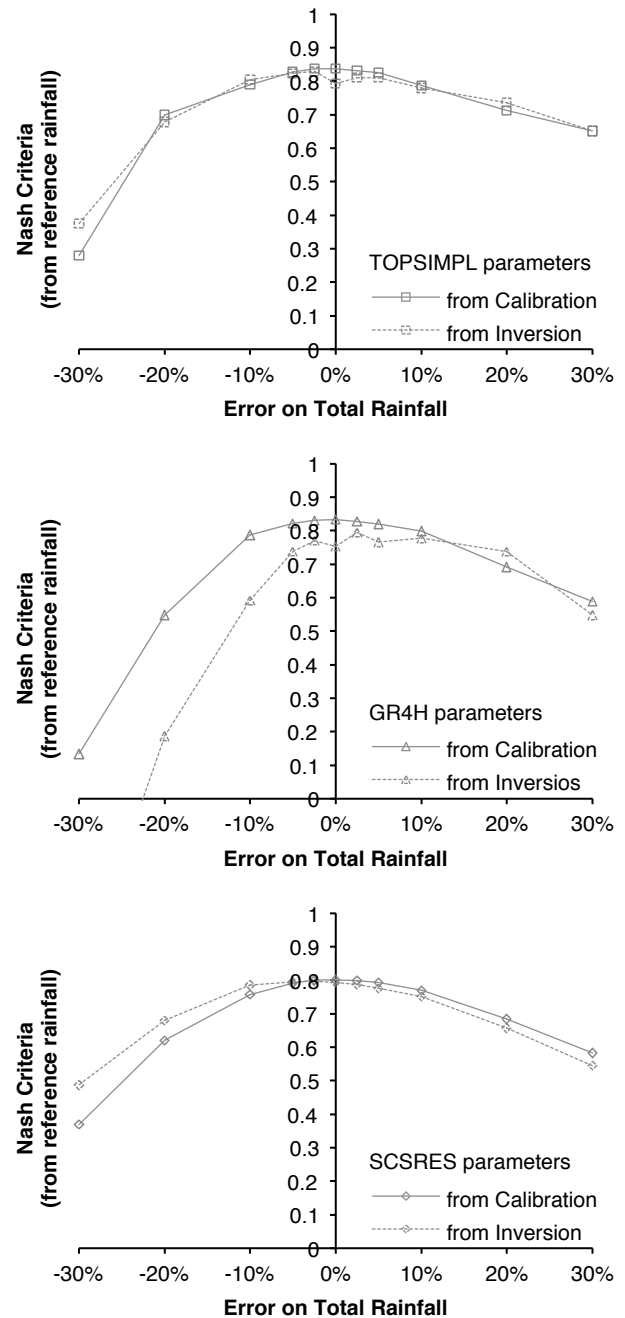 1
0.9
0.8
0.7
0.6
0.5
0.4
0.3
0.2
0.1
0
Nash Criteria
(from reference rainfall)
TOPSIMPL parameters
from Calibration
from Inversion
-30% -20% -10% 0% 10% 20% 30%
Error on Total Rainfall
1
0.9
0.8
0.7
0.6
0.5
0.4
0.3
0.2
0.1
0
Nash Criteria
(from reference rainfall)
GR4H parameters
from Calibration
from Inversios
-30% -20% -10% 0% 10% 20% 30%
Error on Total Rainfall
1
0.9
0.8
0.7
0.6
0.5
0.4
0.3
0.2
0.1
0
Nash Criteria
(from reference rainfall)
SCSRES parameters
from Calibration
from Inversion
-30% -20% -10% 0% 10% 20% 30%
Error on Total Rainfall